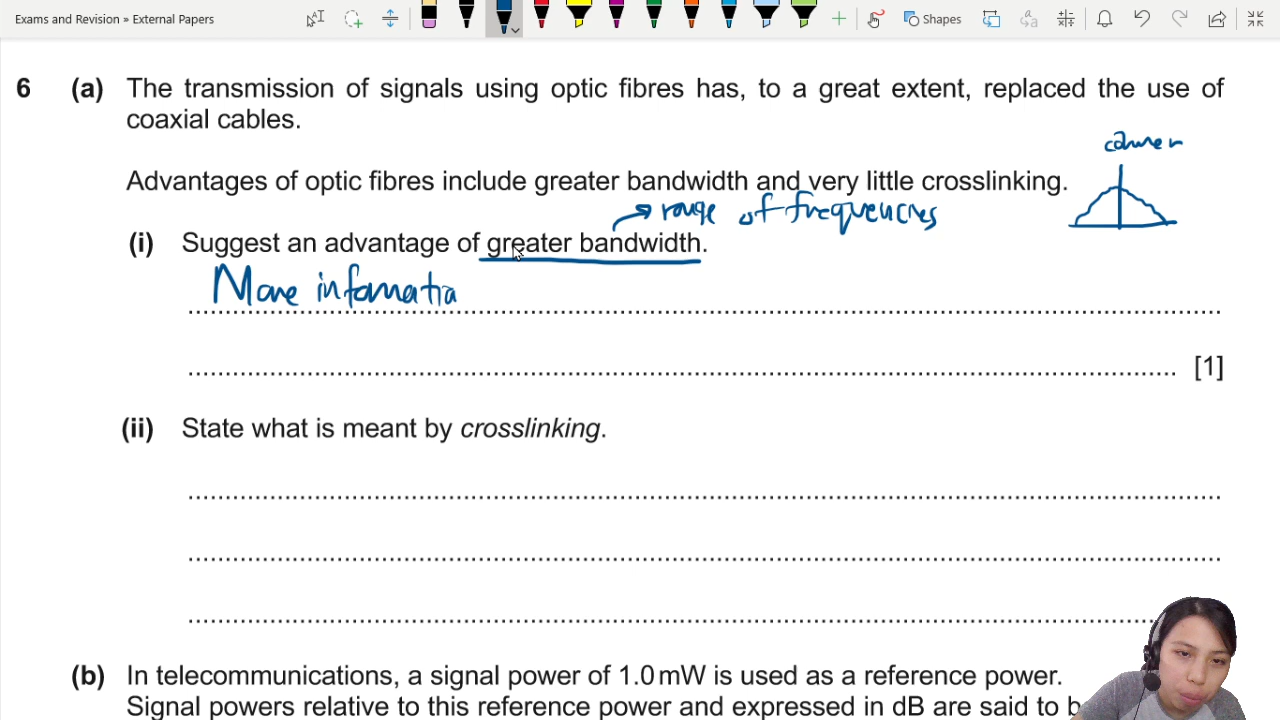 Exams and Revision » External Papers
Shapes
6 (a) The transmission of signals using optic fibres has, to a great extent, replaced the use of
coaxial cables.
Advantages of optic fibres include greater bandwidth and very little crosslinking.
range of frequencies
(i) Suggest an advantage of greater bandwidth.
More informatio
[1]
(ii) State what is meant by crosslinking.
(b) In telecommunications, a signal power of 1.0 mW is used as a reference power.
Signal powers relative to this reference power and expressed in dB are said to b